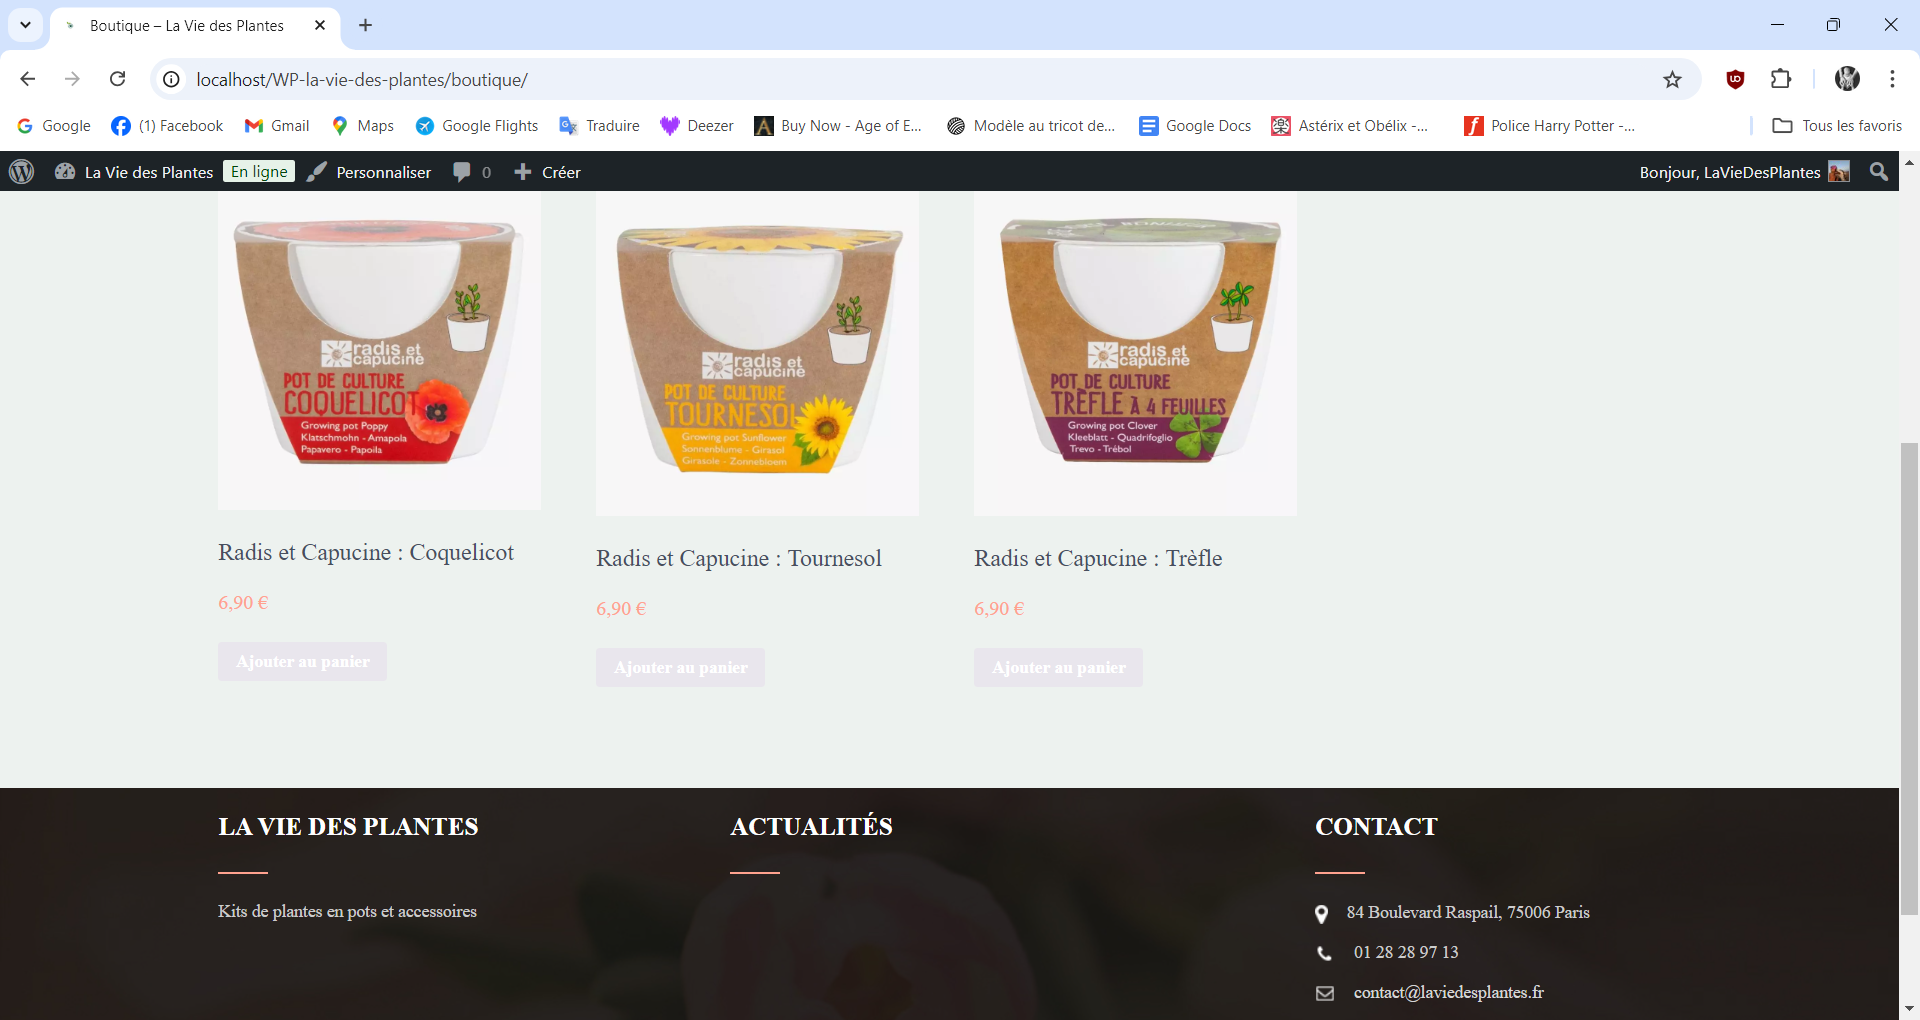 Boutique – La Vie des Plantes
localhost/WP-la-vie-des-plantes/boutique/
Google
(1) Facebook
Gmail
Maps
Google Flights
Traduire
Deezer
Buy Now - Age of E...
Modèle au tricot de...
Google Docs
Astérix et Obélix -...
Police Harry Potter -...
Tous les favoris
La Vie des Plantes
En ligne
Personnaliser
0
Créer
Bonjour, LaVieDesPlantes
radis et
capucine
POT DE CULTURE
COQUELICOT
Growing pot Poppy
Klatschmohn - Amapola
Papavero - Papoila
radis et
capucine
POT DE CULTURE
TOURNESOL
Growing pot Sunflower
Sonnenblume - Girasol
Girasole - Zonnebloem
radis et
capucine
POT DE CULTURE
TRÈFLE À 4 FEUILLES
Growing pot Clover
Kleeblatt - Quadrifoglio
Trevo - Trébol
Radis et Capucine : Coquelicot
6,90 €
Ajouter au panier
Radis et Capucine : Tournesol
6,90 €
Ajouter au panier
Radis et Capucine : Trèfle
6,90 €
Ajouter au panier
LA VIE DES PLANTES
Kits de plantes en pots et accessoires
ACTUALITÉS
CONTACT
84 Boulevard Raspail, 75006 Paris
01 28 28 97 13
contact@laviedesplantes.fr